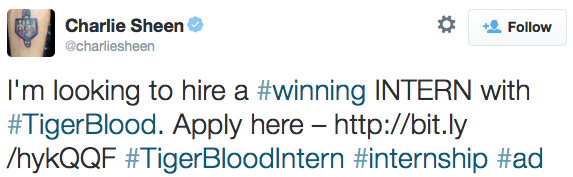 Charlie Sheen
@charliesheen
Follow
I'm looking to hire a #winning INTERN with
#TigerBlood. Apply here – http://bit.ly
/hykQQF #TigerBloodIntern #internship #ad